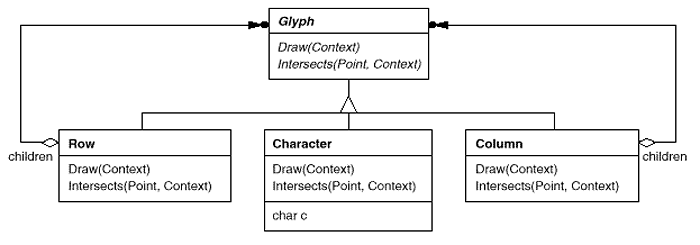 Glyph
Draw(Context)
Intersects(Point, Context)
children
Row
Draw(Context)
Intersects(Point, Context)
Character
Draw(Context)
Intersects(Point, Context)
char c
Column
Draw(Context)
Intersects(Point, Context)
children